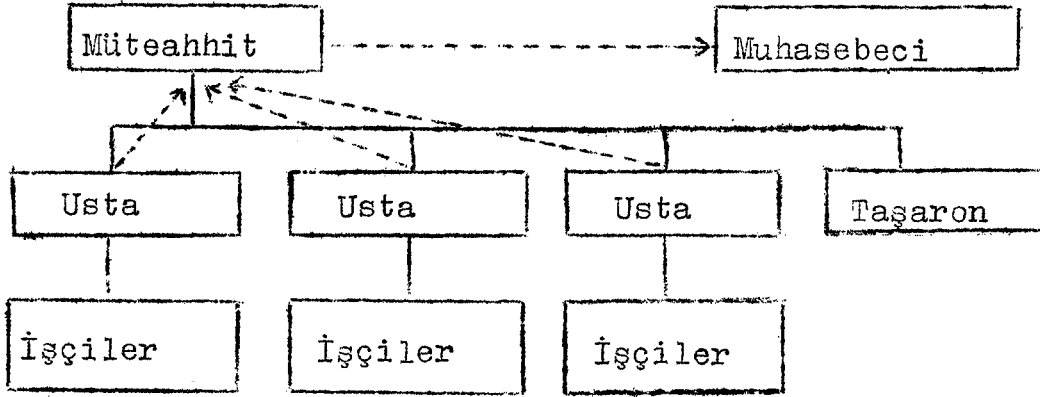 Müteahhit
Muhasebeci
Usta
Usta
Usta
Taşaron
İşçiler
İşçiler
İşçiler